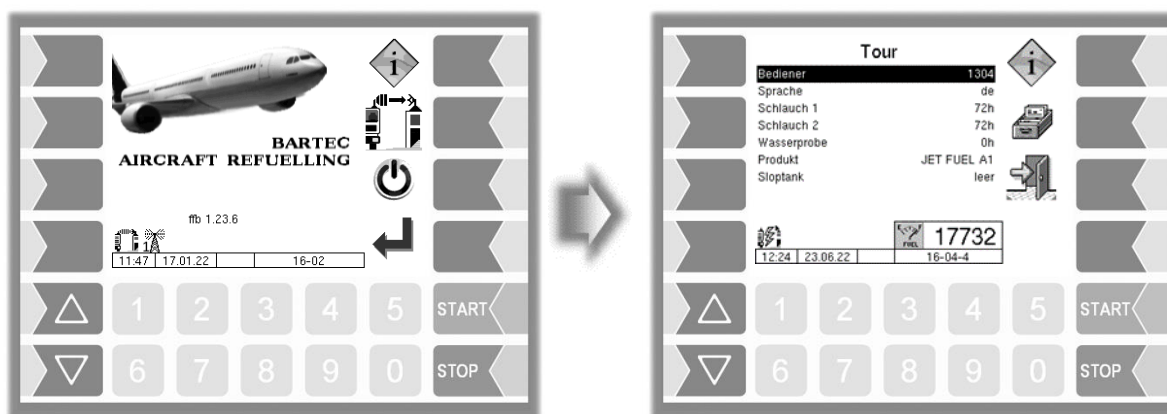 i
BARTEC
AIRCRAFT REFUELLING
ffb 1.23.6
1
11:47 17.01.22 16-02
1 2 3 4 5 START
6 7 8 9 0 STOP
i
Tour
Bediener 1304
Sprache de
Schlauch 1 72h
Schlauch 2 72h
Wasserprobe 0h
Produkt JET FUEL A1
Sloptank leer
FUEL 17732
12:24 23.06.22 16-04-4
1 2 3 4 5 START
6 7 8 9 0 STOP